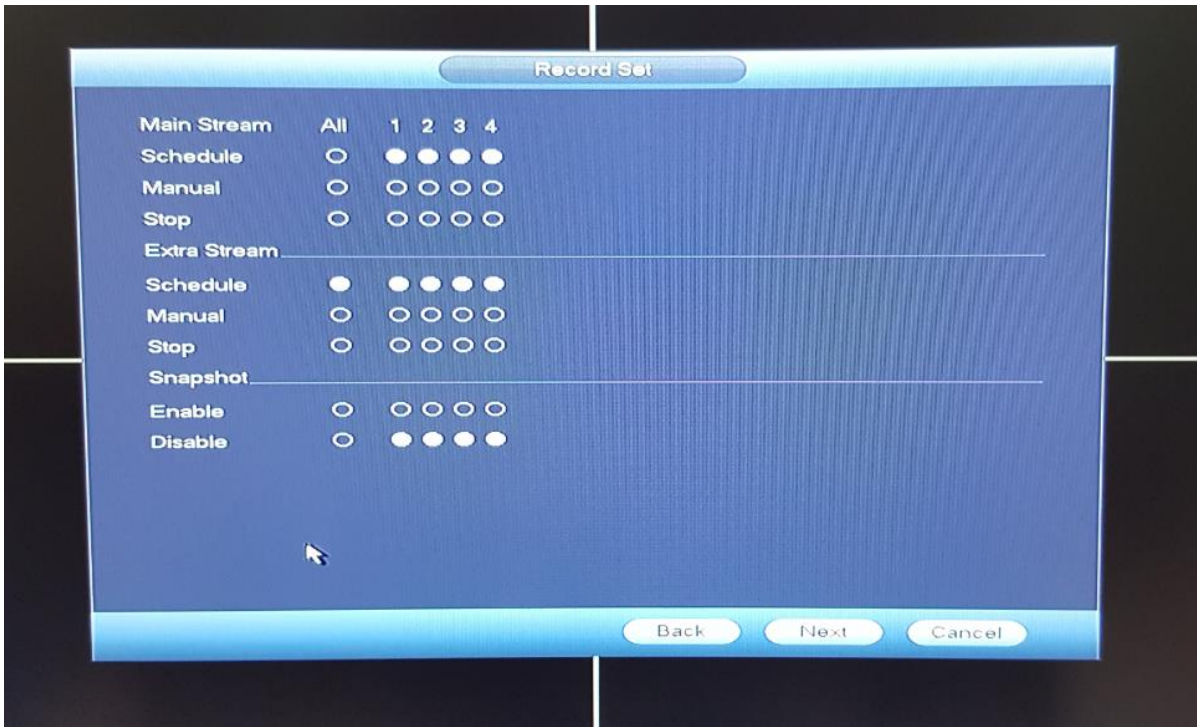 Record Set
Main Stream All 1 2 3 4
Schedule
Manual
Stop
Extra Stream
Schedule
Manual
Stop
Snapshot
Enable
Disable
Back Next Cancel